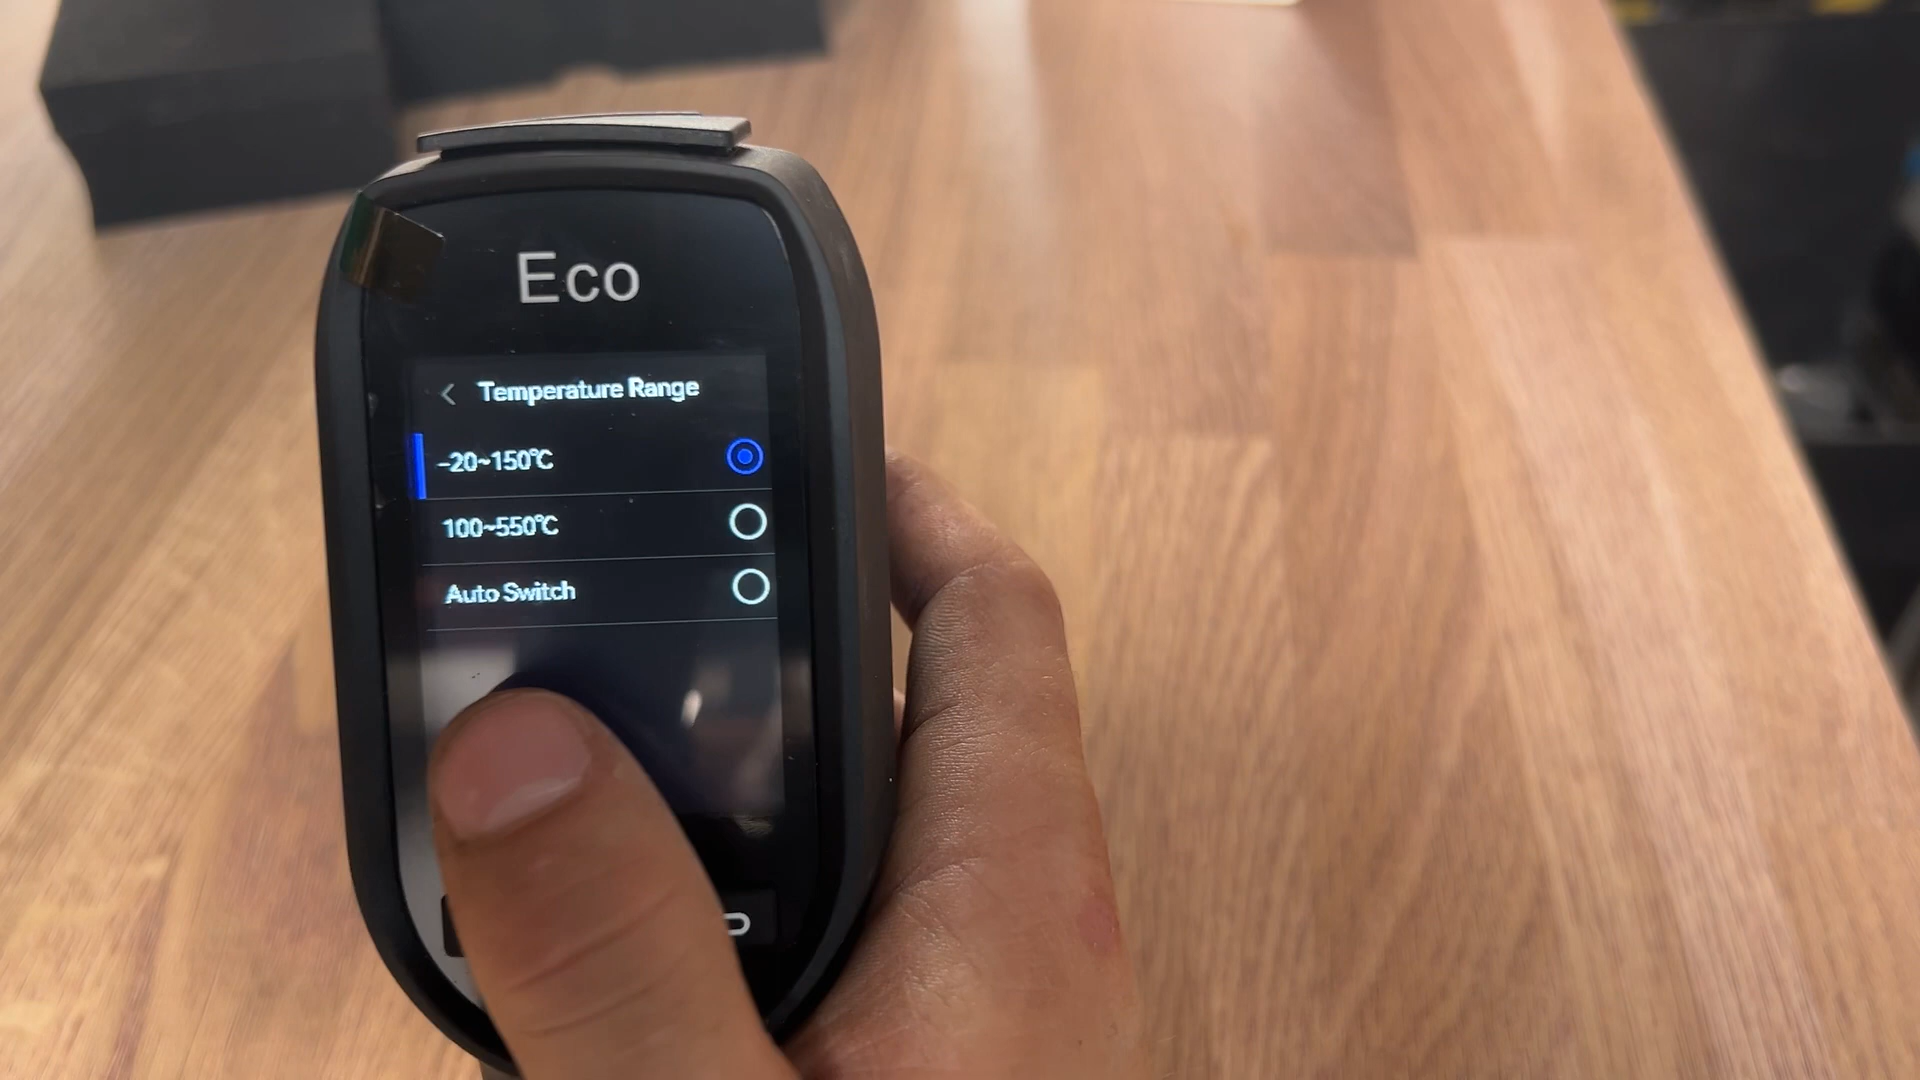 Eco
Temperature Range
-20~150℃
100~550℃
Auto Switch